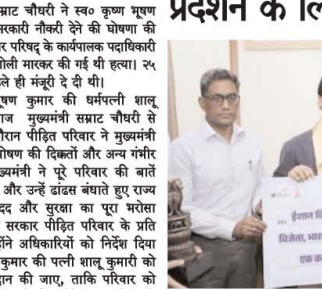 म्राट चौधरी ने स्व० कृष्ण भूषण
सरकारी नौकरी देने की घोषणा की
र परिषद् के कार्यपालक पदाधिकारी
गोली मारकर की गई थी हत्या। २५
हले ही मंजूरी दे दी थी।
षण कुमार की धर्मपत्नी शालू
ाज मुख्यमंत्री सम्राट चौधरी से
ौरान पीड़ित परिवार ने मुख्यमंत्री
पोषण की दिक्कतों और अन्य गंभीर
ख्यमंत्री ने पूरे परिवार की बातें
और उन्हें ढांढस बंधाते हुए राज्य
दद और सुरक्षा का पूरा भरोसा
सरकार पीड़ित परिवार के प्रति
होंने अधिकारियों को निर्देश दिया
कुमार की पत्नी शालू कुमारी को
दान की जाए, ताकि परिवार को
प्रदर्शन के लि
ईशान कि
विजेता, भार
एक क